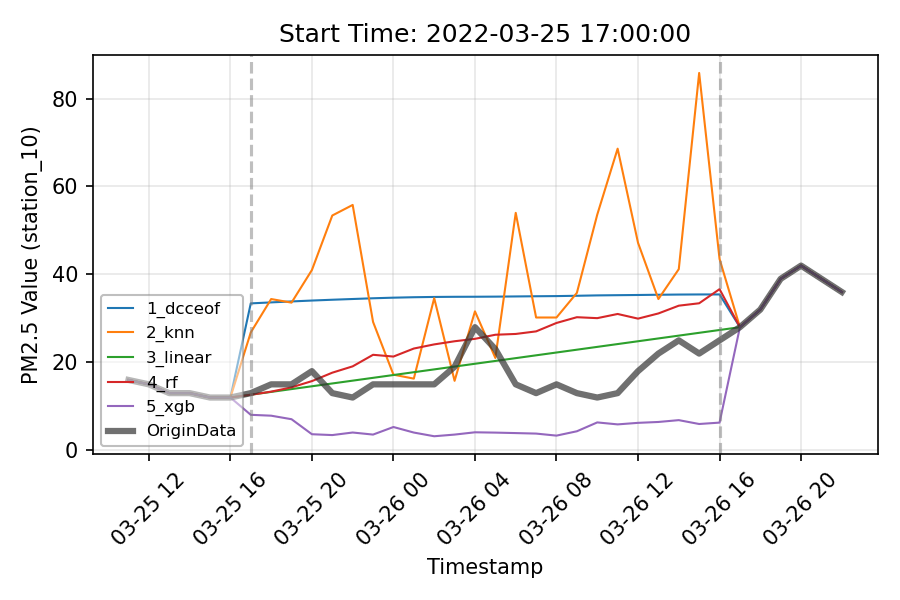 Start Time: 2022-03-25 17:00:00
PM2.5 Value (station_10)
80
60
40
20
0
1_dcceof
2_knn
3_linear
4_rf
5_xgb
OriginData
03-25 12
03-25 16
03-25 20
03-26 00
03-26 04
03-26 08
03-26 12
03-26 16
03-26 20
Timestamp